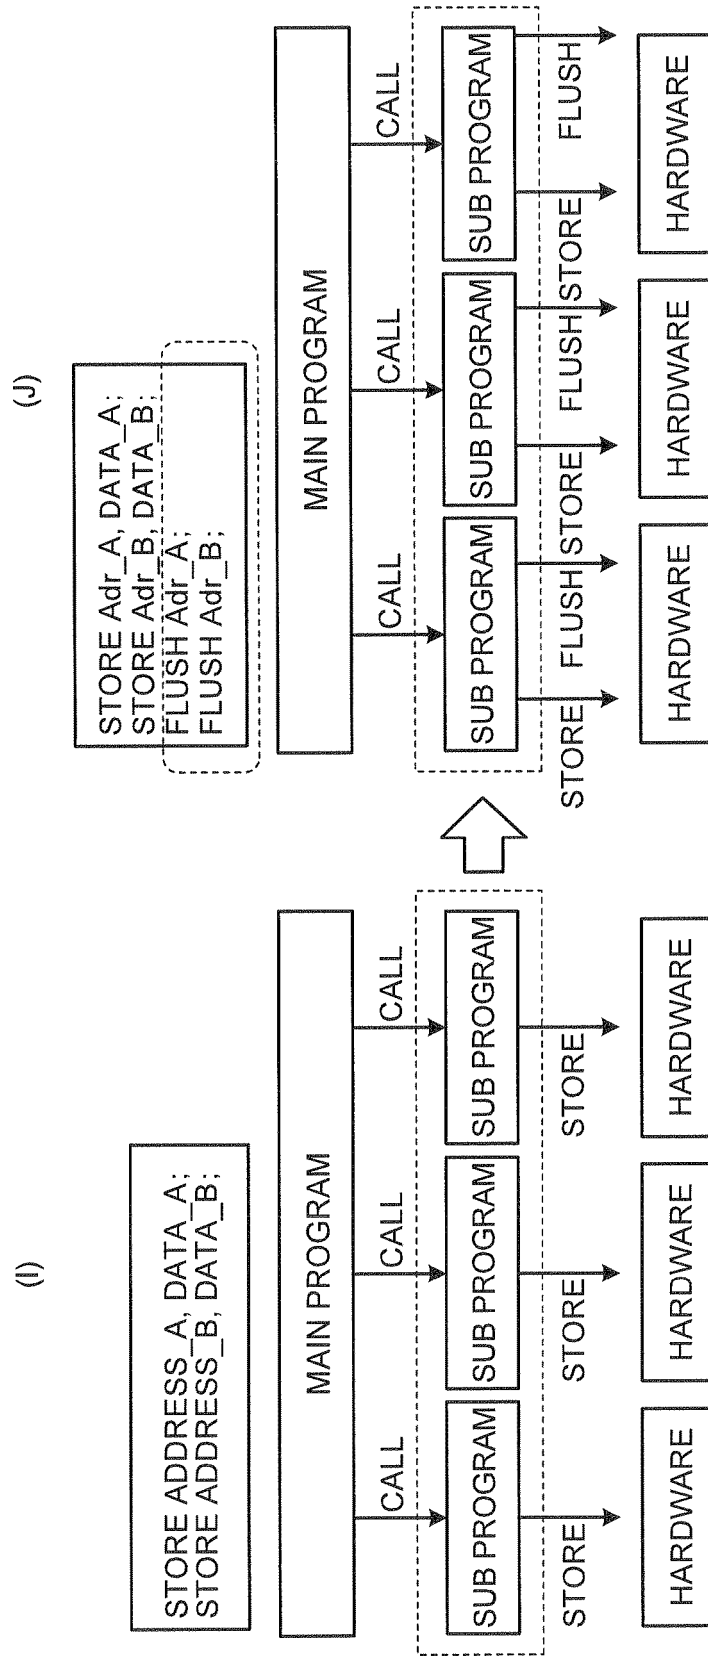 (I)
STORE ADDRESS_A, DATA_A;
STORE ADDRESS_B, DATA_B;
MAIN PROGRAM
CALL CALL CALL
SUB PROGRAM SUB PROGRAM SUB PROGRAM
STORE STORE STORE
HARDWARE HARDWARE HARDWARE
(J)
STORE Adr_A, DATA_A;
STORE Adr_B, DATA_B;
FLUSH Adr_A;
FLUSH Adr_B;
MAIN PROGRAM
CALL CALL CALL
SUB PROGRAM SUB PROGRAM SUB PROGRAM
STORE FLUSH STORE FLUSH STORE FLUSH
HARDWARE HARDWARE HARDWARE